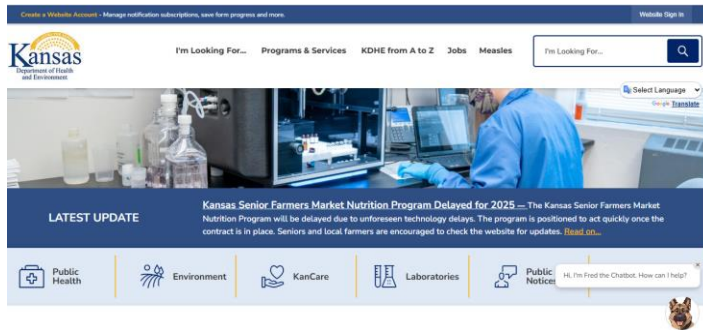 Create a Website Account - Manage notification subscriptions, save form progress and more.
Website Sign In
Kansas
Department of Health
and Environment
I'm Looking For...
Programs & Services
KDHE from A to Z
Jobs
Measles
I'm Looking For...
Select Language
Google Translate
LATEST UPDATE
Kansas Senior Farmers Market Nutrition Program Delayed for 2025 — The Kansas Senior Farmers Market
Nutrition Program will be delayed due to unforeseen technology delays. The program is positioned to act quickly once the
contract is in place. Seniors and local farmers are encouraged to check the website for updates. Read on...
Public
Health
Environment
KanCare
Laboratories
Public
Notices
Hi, I'm Fred the Chatbot. How can I help?